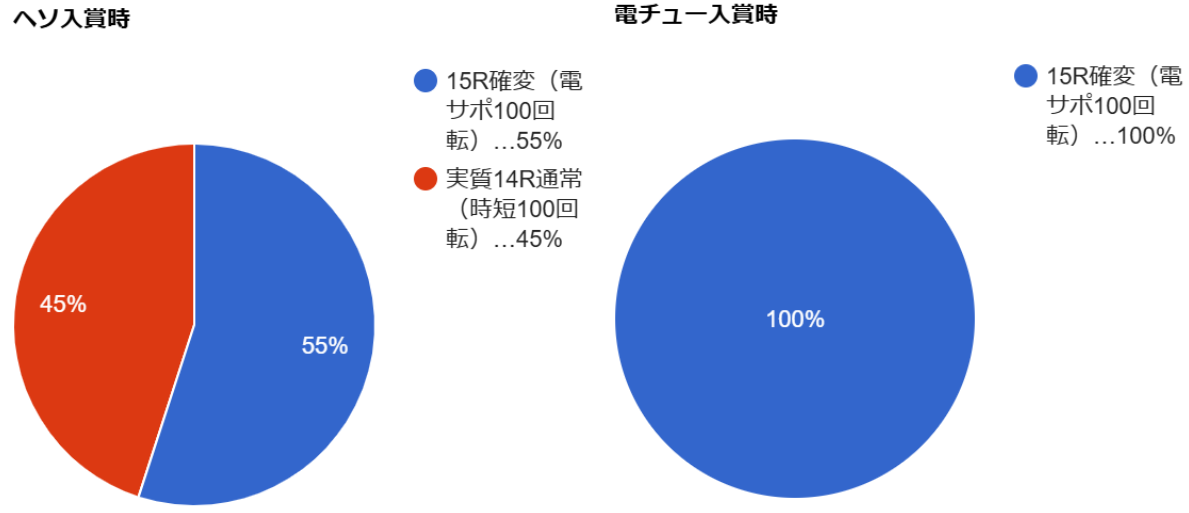 ヘソ入賞時
15R確変（電
サポ100回
転）…55%
実質14R通常
（時短100回
転）…45%
45%
55%
電チュー入賞時
15R確変（電
サポ100回
転）…100%
100%